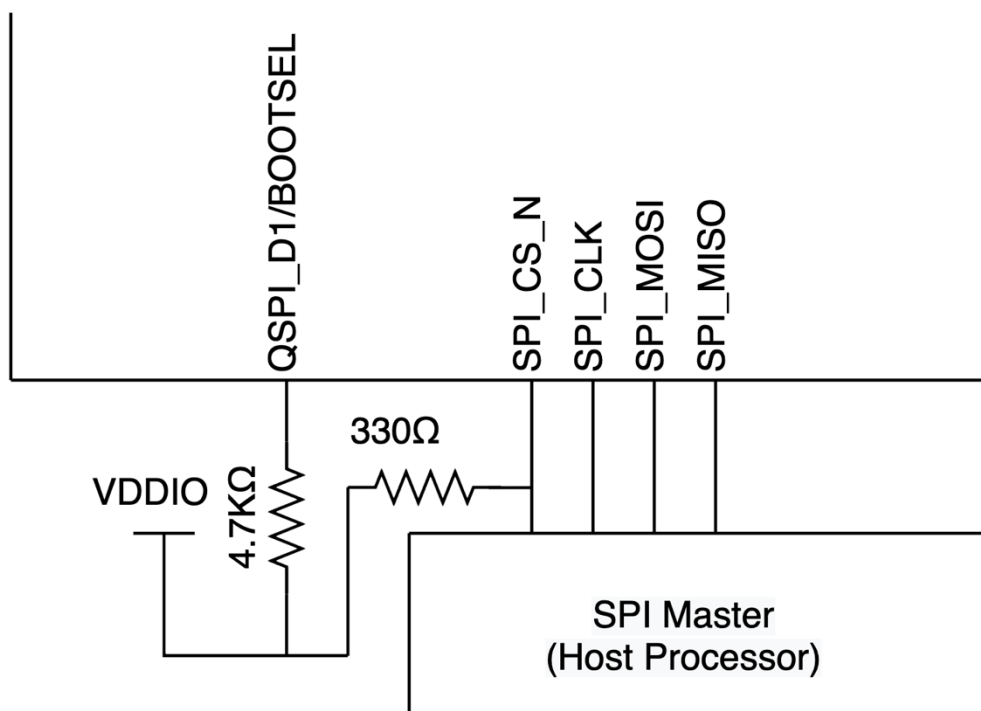 QSPI_D1/BOOTSEL
SPI_CS_N
SPI_CLK
SPI_MOSI
SPI_MISO
330Ω
VDDIO
4.7KΩ
SPI Master
(Host Processor)